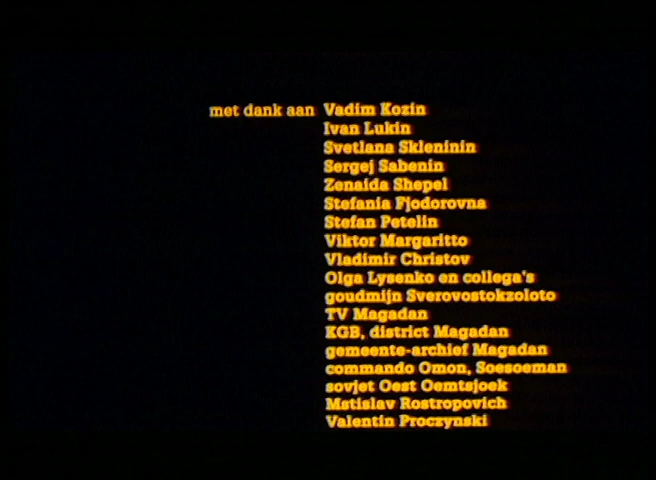 met dank aan Vadim Kozin
Ivan Lukin
Svetlana Skleninin
Sergej Sabenin
Zenaida Shepel
Stefania Fjodorovna
Stefan Petelin
Viktor Margaritto
Vladimir Christov
Olga Lysenko en collega's
goudmijn Sverovostokzoloto
TV Magadan
KGB, district Magadan
gemeente-archief Magadan
commando Omon, Soesoeman
sovjet Oest Oemtsjoek
Mstislav Rostropovich
Valentin Proczynski